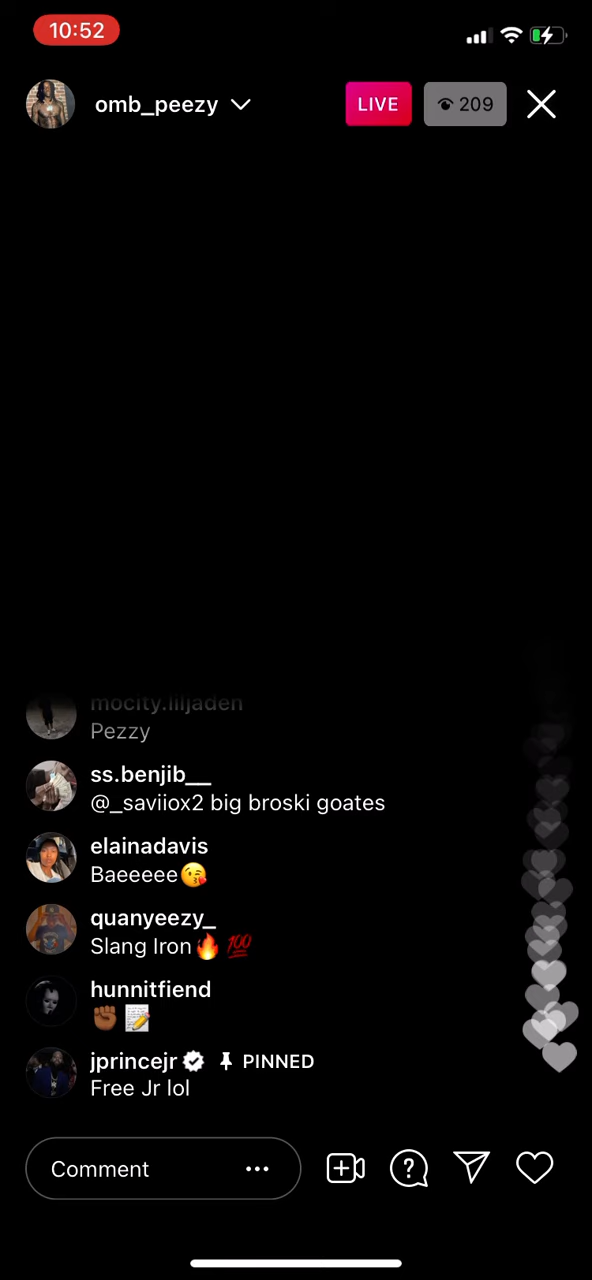 10:52
omb_peezy
LIVE
209
mocity.liljaden
Pezzy
ss.benjib__
@_saviiox2 big broski goates
elainadavis
Baeeeee😘
quanyeezy_
Slang Iron🔥 💯
hunnitfiend
✊🏾 📝
jprincejr PINNED
Free Jr lol
Comment